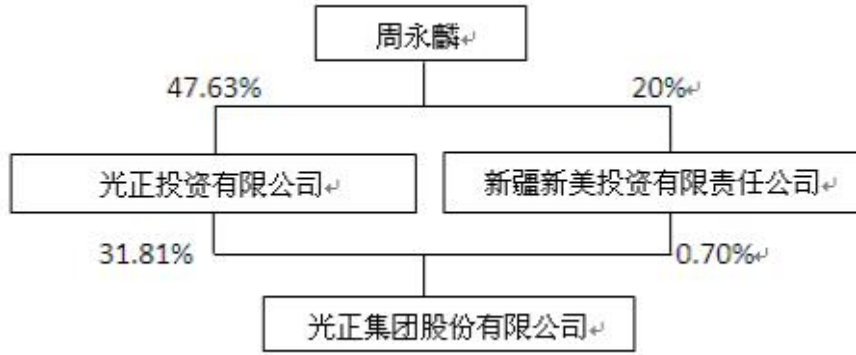 周永麟
47.63%
20%
光正投资有限公司
新疆新美投资有限责任公司
31.81%
0.70%
光正集团股份有限公司